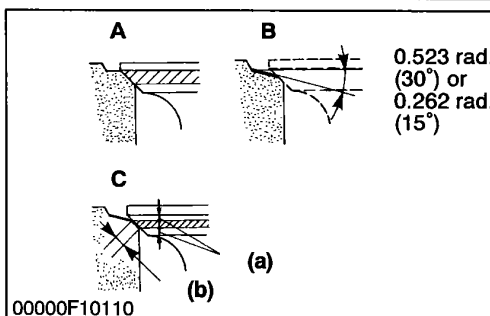 A
B
0.523 rad.
(30°) or
0.262 rad.
(15°)
C
(a)
(b)
00000F10110